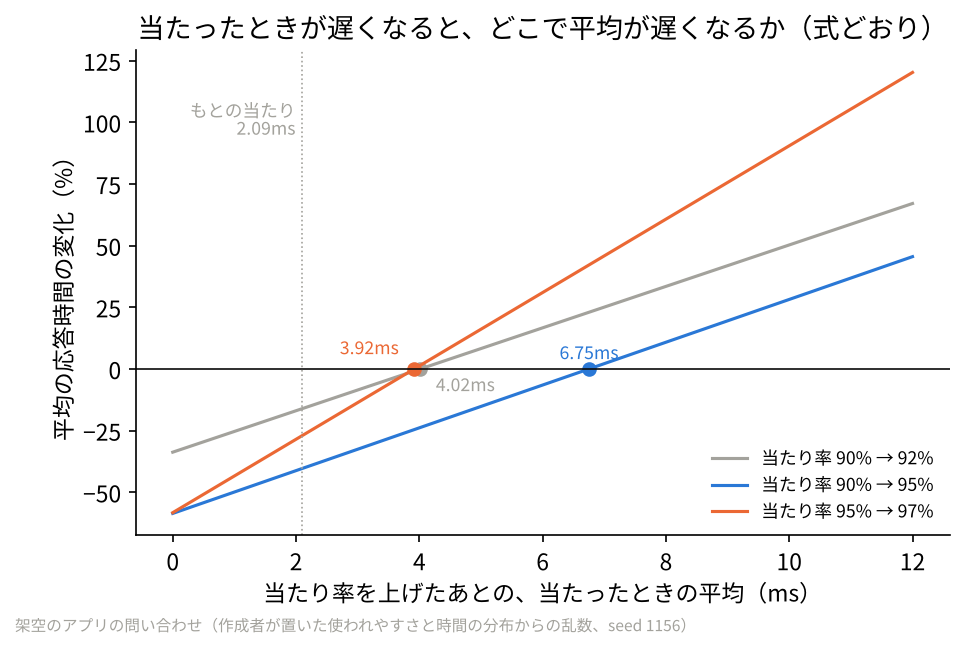 当たったときが遅くなると、どこで平均が遅くなるか（式どおり）
平均の応答時間の変化（%）
125
100
75
50
25
0
−25
−50
もとの当たり
2.09ms
3.92ms
4.02ms
6.75ms
当たり率 90% → 92%
当たり率 90% → 95%
当たり率 95% → 97%
0 2 4 6 8 10 12
当たり率を上げたあとの、当たったときの平均（ms）
架空のアプリの問い合わせ（作成者が置いた使われやすさと時間の分布からの乱数、seed 1156）